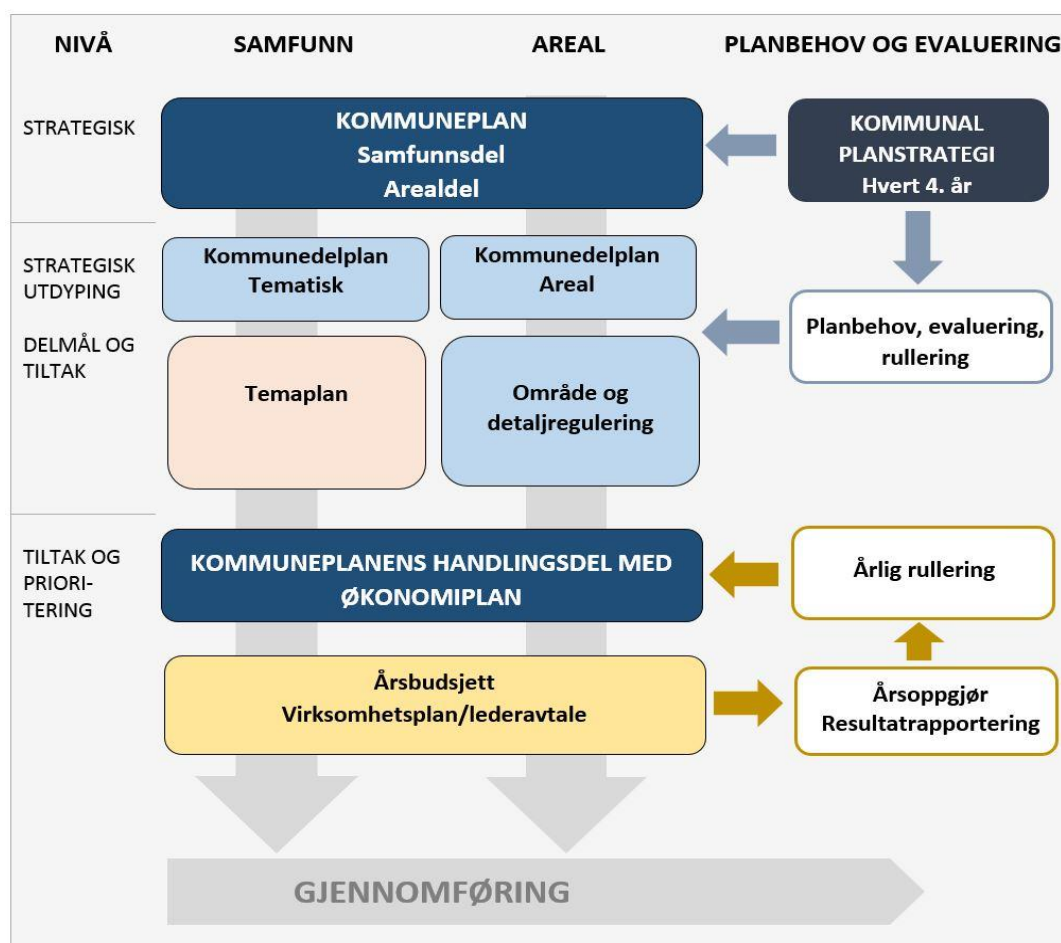 NIVÅ
SAMFUNN
AREAL
PLANBEHOV OG EVALUERING
STRATEGISK
KOMMUNEPLAN
Samfunnsdel
Arealdel
KOMMUNAL
PLANSTRATEGI
Hvert 4. år
STRATEGISK
UTDYPING
Kommunedelplan
Tematisk
Kommunedelplan
Areal
DELMÅL OG
TILTAK
Temaplan
Område og
detaljregulering
Planbehov, evaluering,
rullering
TILTAK OG
PRIORI-
TERING
KOMMUNEPLANENS HANDLINGSDEL MED
ØKONOMIPLAN
Årlig rullering
Årsbudsjett
Virksomhetsplan/lederavtale
Årsoppgjør
Resultatrapportering
GJENNOMFØRING